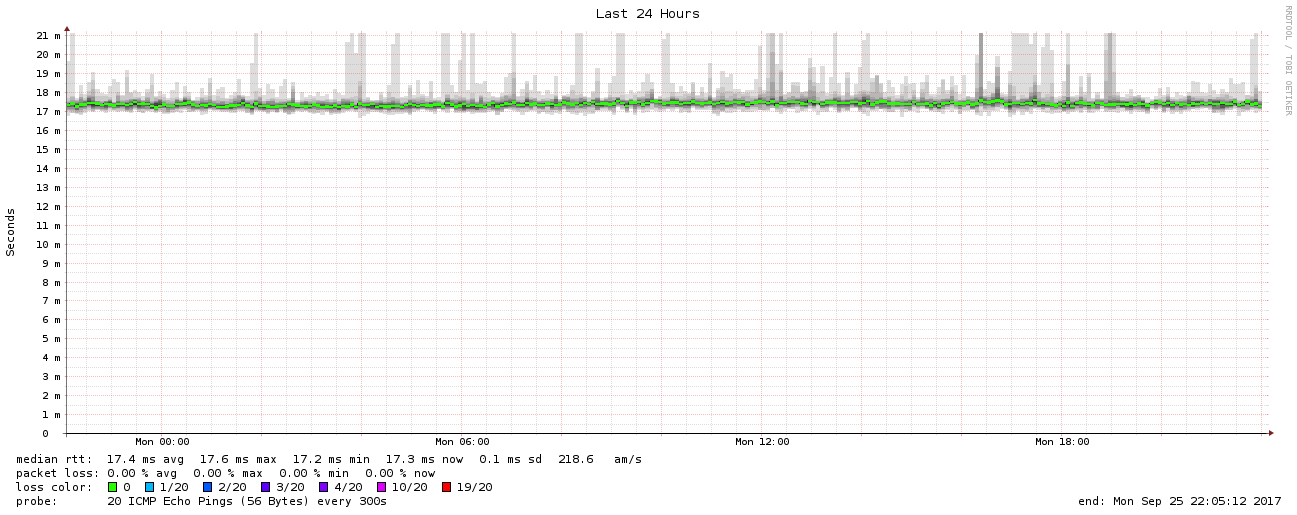 Last 24 Hours
RRDTOOL / TOBI OETIKER
Seconds
21 m
20 m
19 m
18 m
17 m
16 m
15 m
14 m
13 m
12 m
11 m
10 m
9 m
8 m
7 m
6 m
5 m
4 m
3 m
2 m
1 m
0
Mon 00:00 Mon 06:00 Mon 12:00 Mon 18:00
median rtt: 17.4 ms avg 17.6 ms max 17.2 ms min 17.3 ms now 0.1 ms sd 218.6 am/s
packet loss: 0.00 % avg 0.00 % max 0.00 % min 0.00 % now
loss color: 0 1/20 2/20 3/20 4/20 10/20 19/20
probe: 20 ICMP Echo Pings (56 Bytes) every 300s end: Mon Sep 25 22:05:12 2017